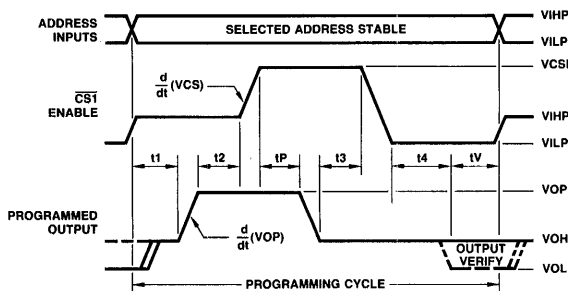 ADDRESS
INPUTS
SELECTED ADDRESS STABLE
VIHP
VILP
VCSP
d
dt
(VCS)
CS1
ENABLE
VIHP
VILP
t1
t2
tP
t3
t4
tV
VOP
PROGRAMMED
OUTPUT
d
dt
(VOP)
VOH
OUTPUT
VERIFY
VOL
PROGRAMMING CYCLE